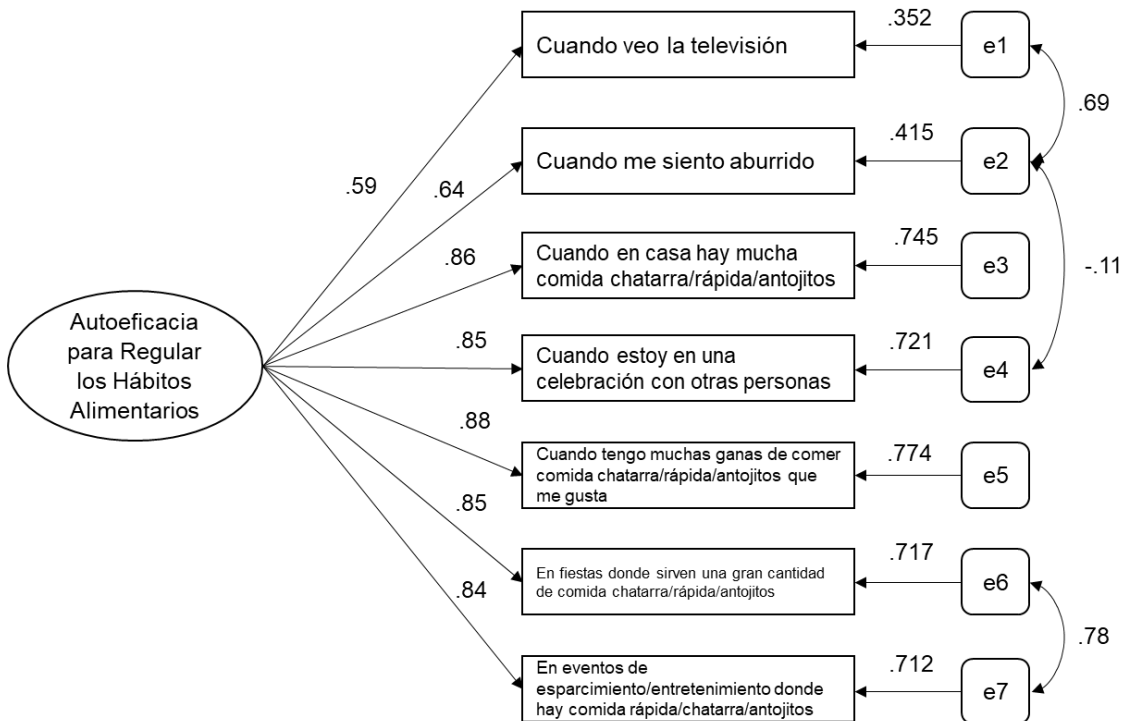 Cuando veo la televisión
.352
e1
.69
Cuando me siento aburrido
.415
e2
.59
.64
.86
Cuando en casa hay mucha
comida chatarra/rápida/antojitos
.745
e3
-.11
Autoeficacia
para Regular
los Hábitos
Alimentarios
.85
Cuando estoy en una
celebración con otras personas
.721
e4
.88
Cuando tengo muchas ganas de comer
comida chatarra/rápida/antojitos que
me gusta
.774
e5
.85
En fiestas donde sirven una gran cantidad
de comida chatarra/rápida/antojitos
.717
e6
.84
.78
En eventos de
esparcimiento/entretenimiento donde
hay comida rápida/chatarra/antojitos
.712
e7